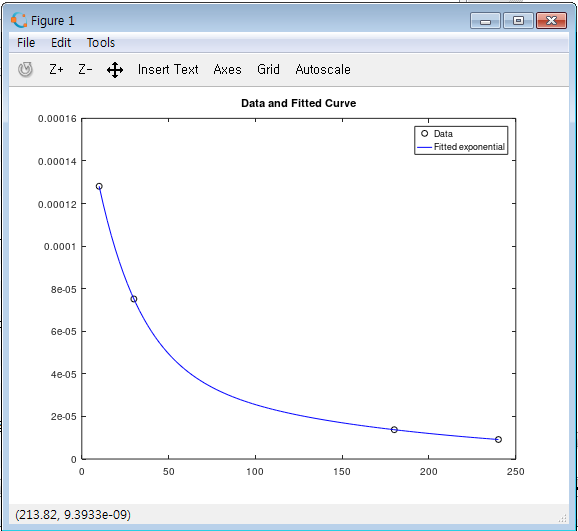 Figure 1
File Edit Tools
Z+ Z- Insert Text Axes Grid Autoscale
Data and Fitted Curve
0.00016
0.00014
0.00012
0.0001
8e-05
6e-05
4e-05
2e-05
0
Data
Fitted exponential
0 50 100 150 200 250
(213.82, 9.3933e-09)